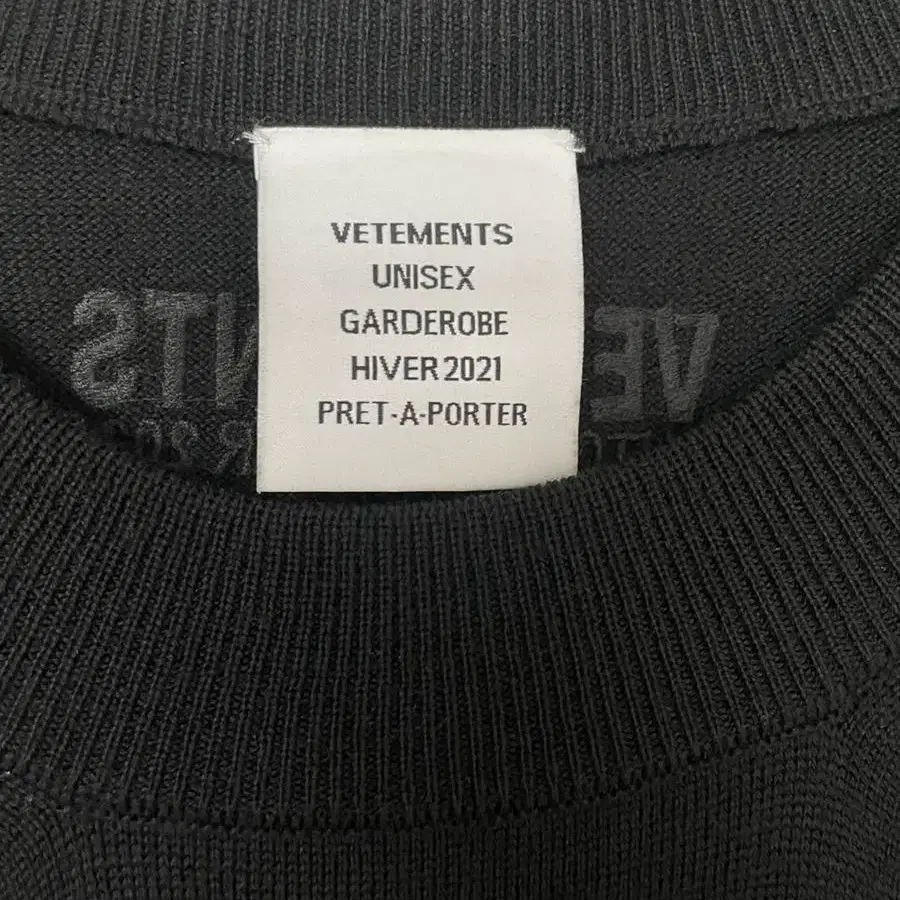 VETEMENTS
UNISEX
GARDEROBE
HIVER 2021
PRET-A-PORTER